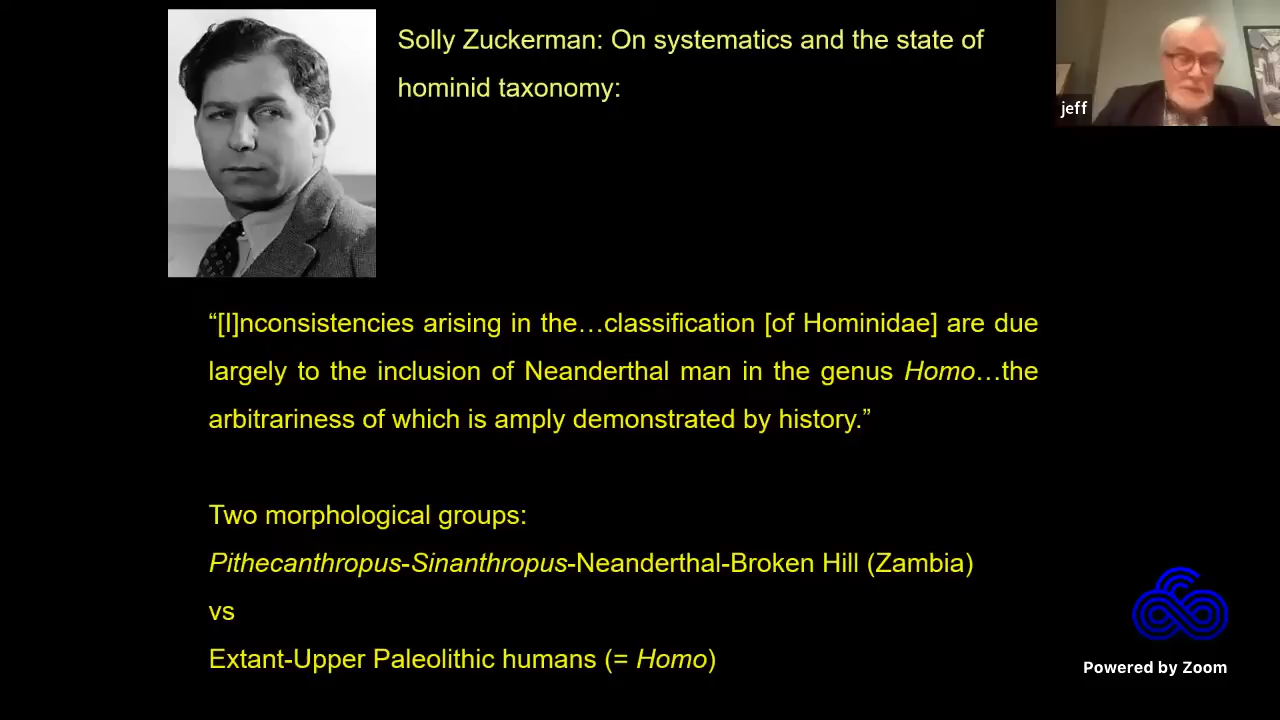 Solly Zuckerman: On systematics and the state of
hominid taxonomy:
jeff
“[I]nconsistencies arising in the…classification [of Hominidae] are due
largely to the inclusion of Neanderthal man in the genus Homo…the
arbitrariness of which is amply demonstrated by history.”
Two morphological groups:
Pithecanthropus-Sinanthropus-Neanderthal-Broken Hill (Zambia)
vs
Extant-Upper Paleolithic humans (= Homo)
Powered by Zoom